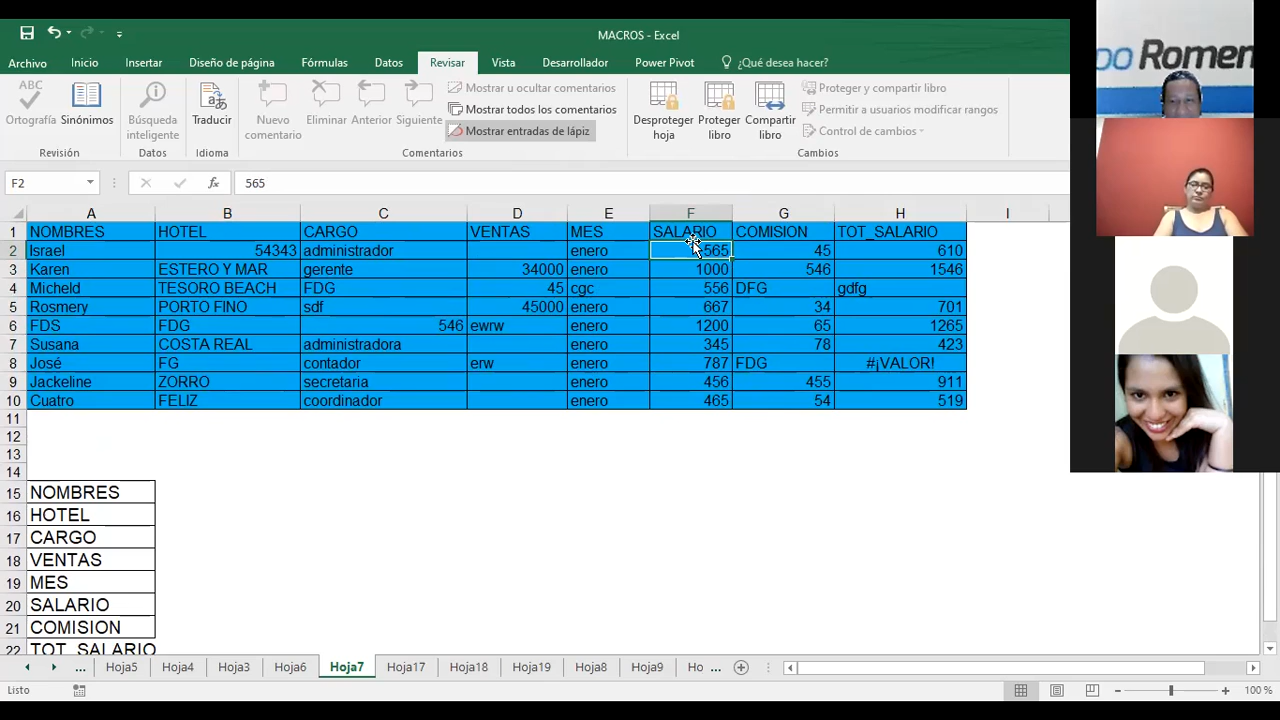 MACROS - Excel
Archivo Inicio Insertar Diseño de página Fórmulas Datos Revisar Vista Desarrollador Power Pivot ¿Qué desea hacer?
ABC
Ortografía
Sinónimos
Revisión
Búsqueda inteligente
Datos
Traducir
Idioma
Nuevo comentario
Eliminar
Anterior
Siguiente
Mostrar u ocultar comentarios
Mostrar todos los comentarios
Mostrar entradas de lápiz
Comentarios
Desproteger hoja
Proteger libro
Compartir libro
Proteger y compartir libro
Permitir a usuarios modificar rangos
Control de cambios
Cambios
F2 fx 565
A B C D E F G H I
1 NOMBRES HOTEL CARGO VENTAS MES SALARIO COMISION TOT_SALARIO
2 Israel 54343 administrador enero 565 45 610
3 Karen ESTERO Y MAR gerente 34000 enero 1000 546 1546
4 Micheld TESORO BEACH FDG 45 cgc 556 DFG gdfg
5 Rosmery PORTO FINO sdf 45000 enero 667 34 701
6 FDS FDG 546 ewrw enero 1200 65 1265
7 Susana COSTA REAL administradora enero 345 78 423
8 José FG contador erw enero 787 FDG #¡VALOR!
9 Jackeline ZORRO secretaria enero 456 455 911
10 Cuatro FELIZ coordinador enero 465 54 519
11
12
13
14
15 NOMBRES
16 HOTEL
17 CARGO
18 VENTAS
19 MES
20 SALARIO
21 COMISION
22 TOT_SALARIO
... Hoja5 Hoja4 Hoja3 Hoja6 Hoja7 Hoja17 Hoja18 Hoja19 Hoja8 Hoja9 Ho ...
Listo 100 %
Romen